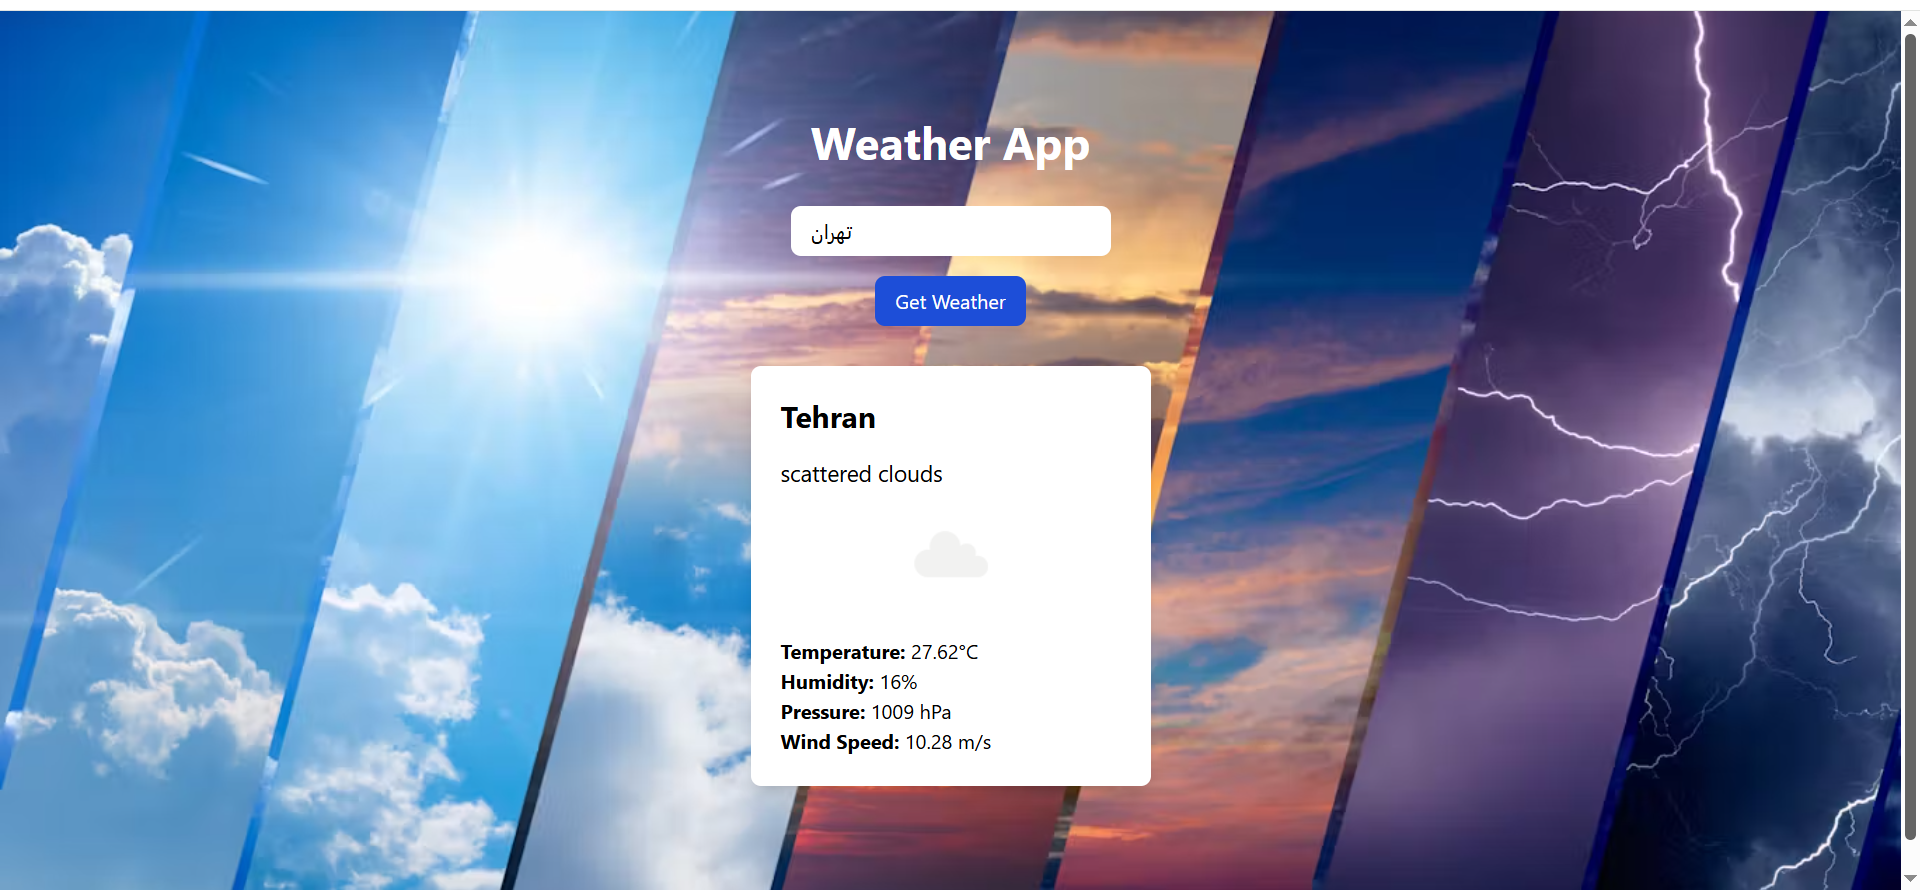 Weather App
تهران
Get Weather
Tehran
scattered clouds
Temperature: 27.62°C
Humidity: 16%
Pressure: 1009 hPa
Wind Speed: 10.28 m/s